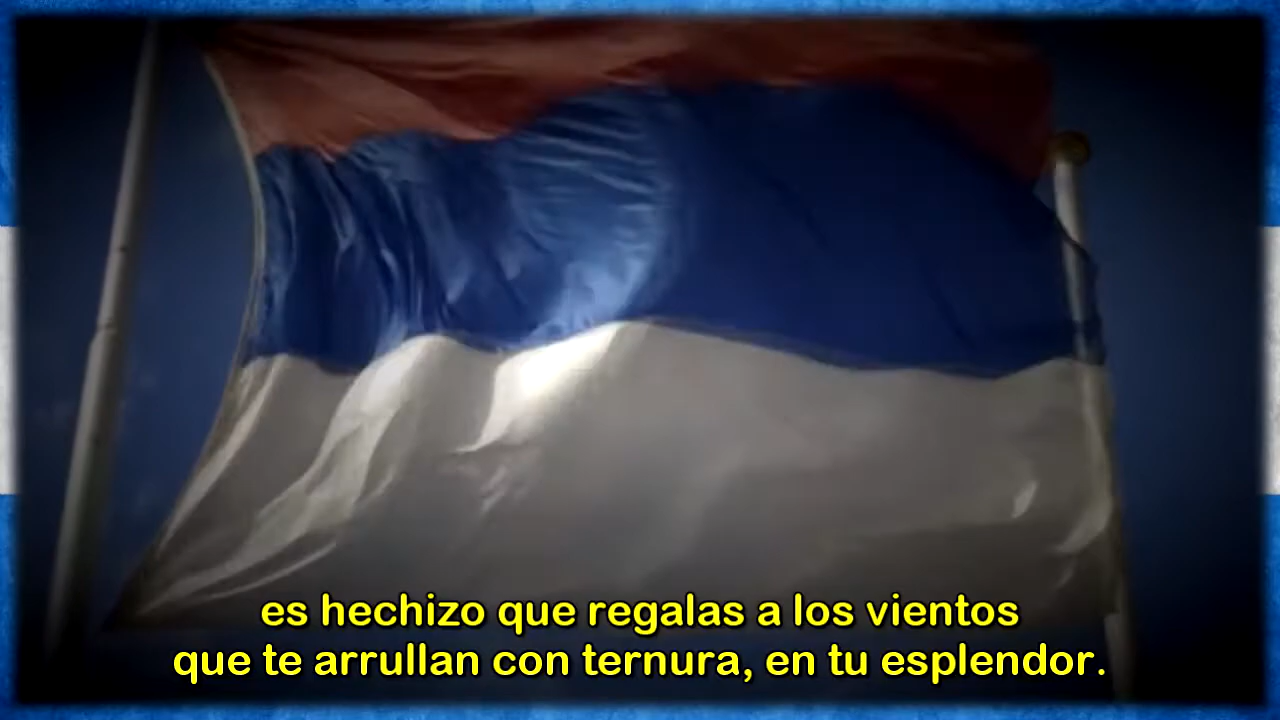 es hechizo que regalas a los vientos
que te arrullan con ternura, en tu esplendor.